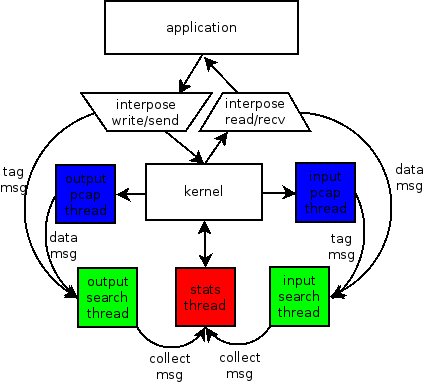 application
interpose
write/send
interpose
read/recv
tag
msg
data
msg
output
pcap
thread
kernel
input
pcap
thread
data
msg
tag
msg
output
search
thread
stats
thread
input
search
thread
collect
msg
collect
msg